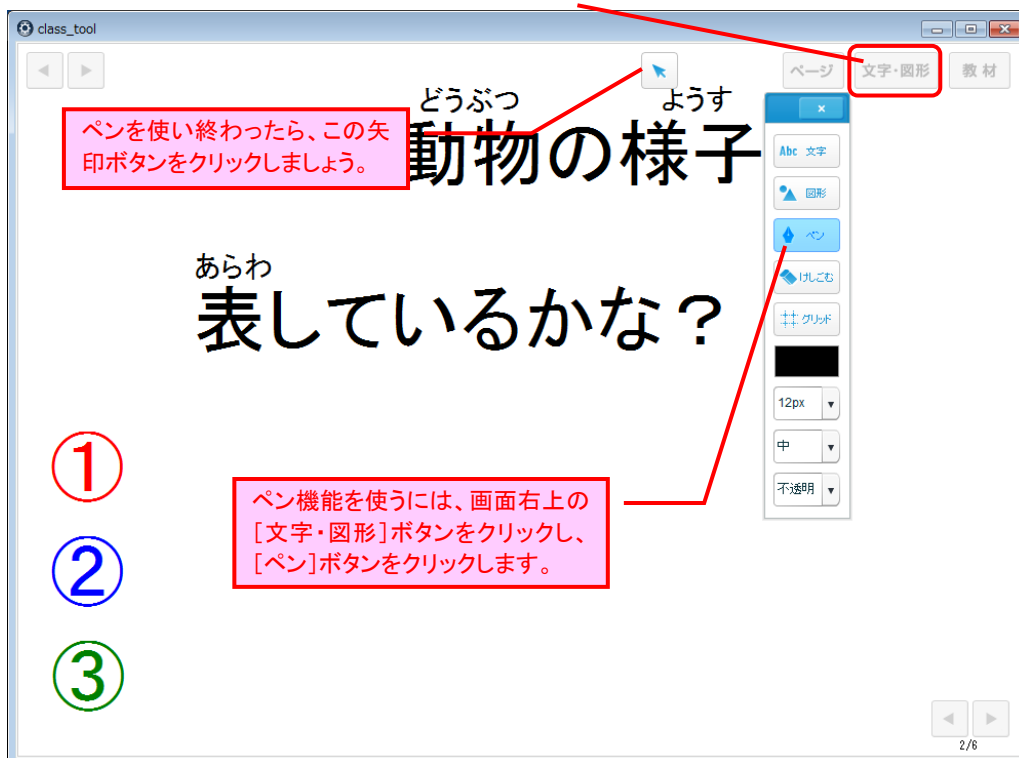 class_tool
ページ
文字・図形
教材
どうぶつ
ようす
動物の様子
ペンを使い終わったら、この矢
印ボタンをクリックしましょう。
あらわ
表しているかな？
Abc 文字
図形
ペン
けしごむ
グリッド
12px
中
不透明
①
②
③
ペン機能を使うには、画面右上の
[文字・図形]ボタンをクリックし、
[ペン]ボタンをクリックします。
2/6